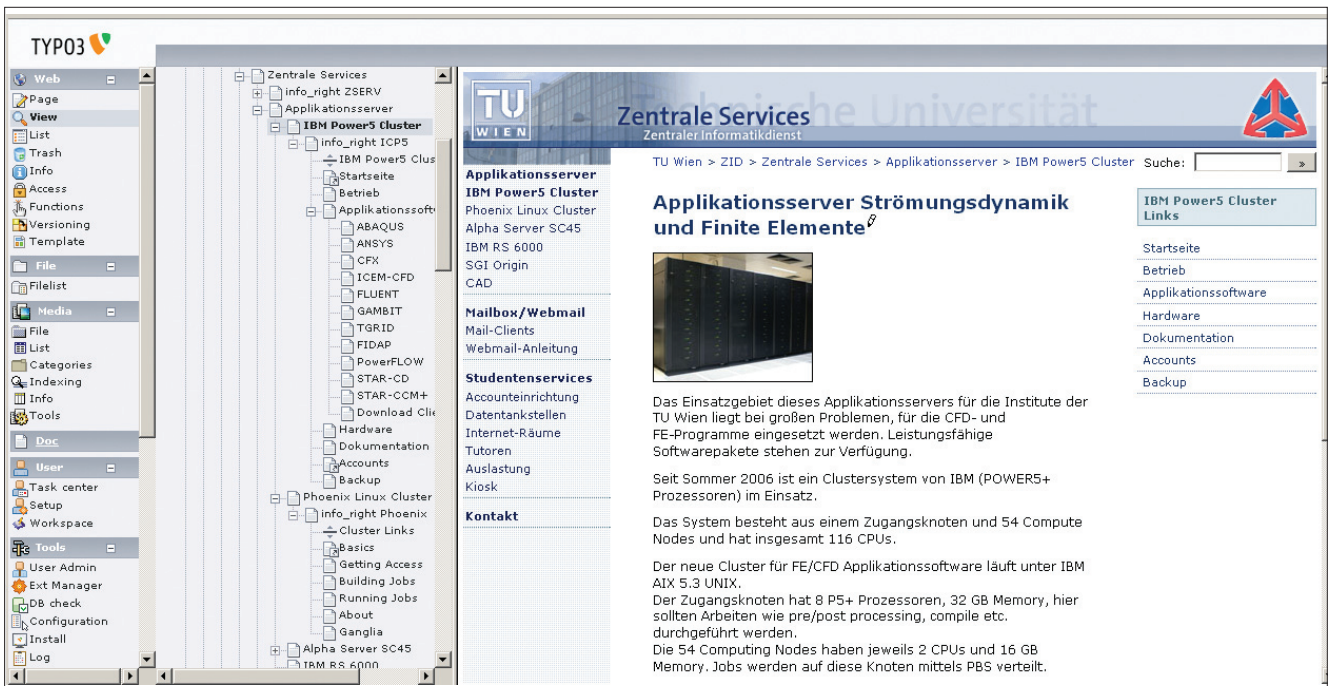 TYPO3
Web
Page
View
List
Trash
Info
Access
Functions
Versioning
Template
File
Filelist
Media
File
List
Categories
Indexing
Info
Tools
Doc
User
Task center
Setup
Workspace
Tools
User Admin
Ext Manager
DB check
Configuration
Install
Log
Zentrale Services
info_right ZSERV
Applikationsserver
IBM Power5 Cluster
info_right ICP5
IBM Power5 Clus
Startseite
Betrieb
Applikationssoft
ABAQUS
ANSYS
CFX
ICEM-CFD
FLUENT
GAMBIT
TGRID
FIDAP
PowerFLOW
STAR-CD
STAR-CCM+
Download Clie
Hardware
Dokumentation
Accounts
Backup
Phoenix Linux Cluster
info_right Phoenix
Cluster Links
Basics
Getting Access
Building Jobs
Running Jobs
About
Ganglia
Alpha Server SC45
IBM RS 6000
TU
WIEN
Technische Universität
Zentrale Services
Zentraler Informatikdienst
Applikationsserver
IBM Power5 Cluster
Phoenix Linux Cluster
Alpha Server SC45
IBM RS 6000
SGI Origin
CAD
Mailbox/Webmail
Mail-Clients
Webmail-Anleitung
Studentenservices
Accounteinrichtung
Datentankstellen
Internet-Räume
Tutoren
Auslastung
Kiosk
Kontakt
TU Wien > ZID > Zentrale Services > Applikationsserver > IBM Power5 Cluster
Suche: »
Applikationsserver Strömungsdynamik
und Finite Elemente
Das Einsatzgebiet dieses Applikationsservers für die Institute der
TU Wien liegt bei großen Problemen, für die CFD- und
FE-Programme eingesetzt werden. Leistungsfähige
Softwarepakete stehen zur Verfügung.
Seit Sommer 2006 ist ein Clustersystem von IBM (POWER5+
Prozessoren) im Einsatz.
Das System besteht aus einem Zugangsknoten und 54 Compute
Nodes und hat insgesamt 116 CPUs.
Der neue Cluster für FE/CFD Applikationssoftware läuft unter IBM
AIX 5.3 UNIX.
Der Zugangsknoten hat 8 P5+ Prozessoren, 32 GB Memory, hier
sollten Arbeiten wie pre/post processing, compile etc.
durchgeführt werden.
Die 54 Computing Nodes haben jeweils 2 CPUs und 16 GB
Memory. Jobs werden auf diese Knoten mittels PBS verteilt.
IBM Power5 Cluster
Links
Startseite
Betrieb
Applikationssoftware
Hardware
Dokumentation
Accounts
Backup